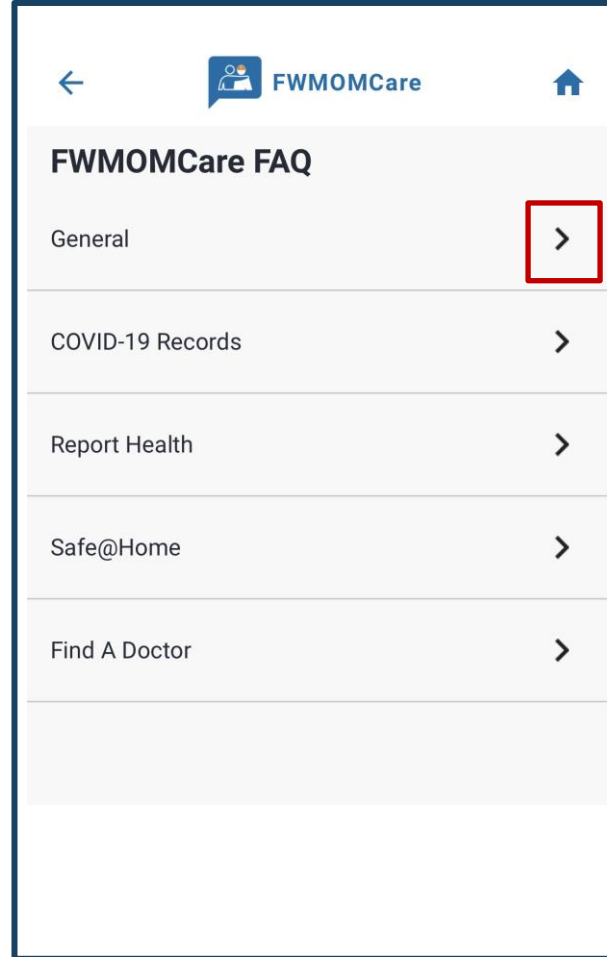 FWMOMCare
FWMOMCare FAQ
General
COVID-19 Records
Report Health
Safe@Home
Find A Doctor